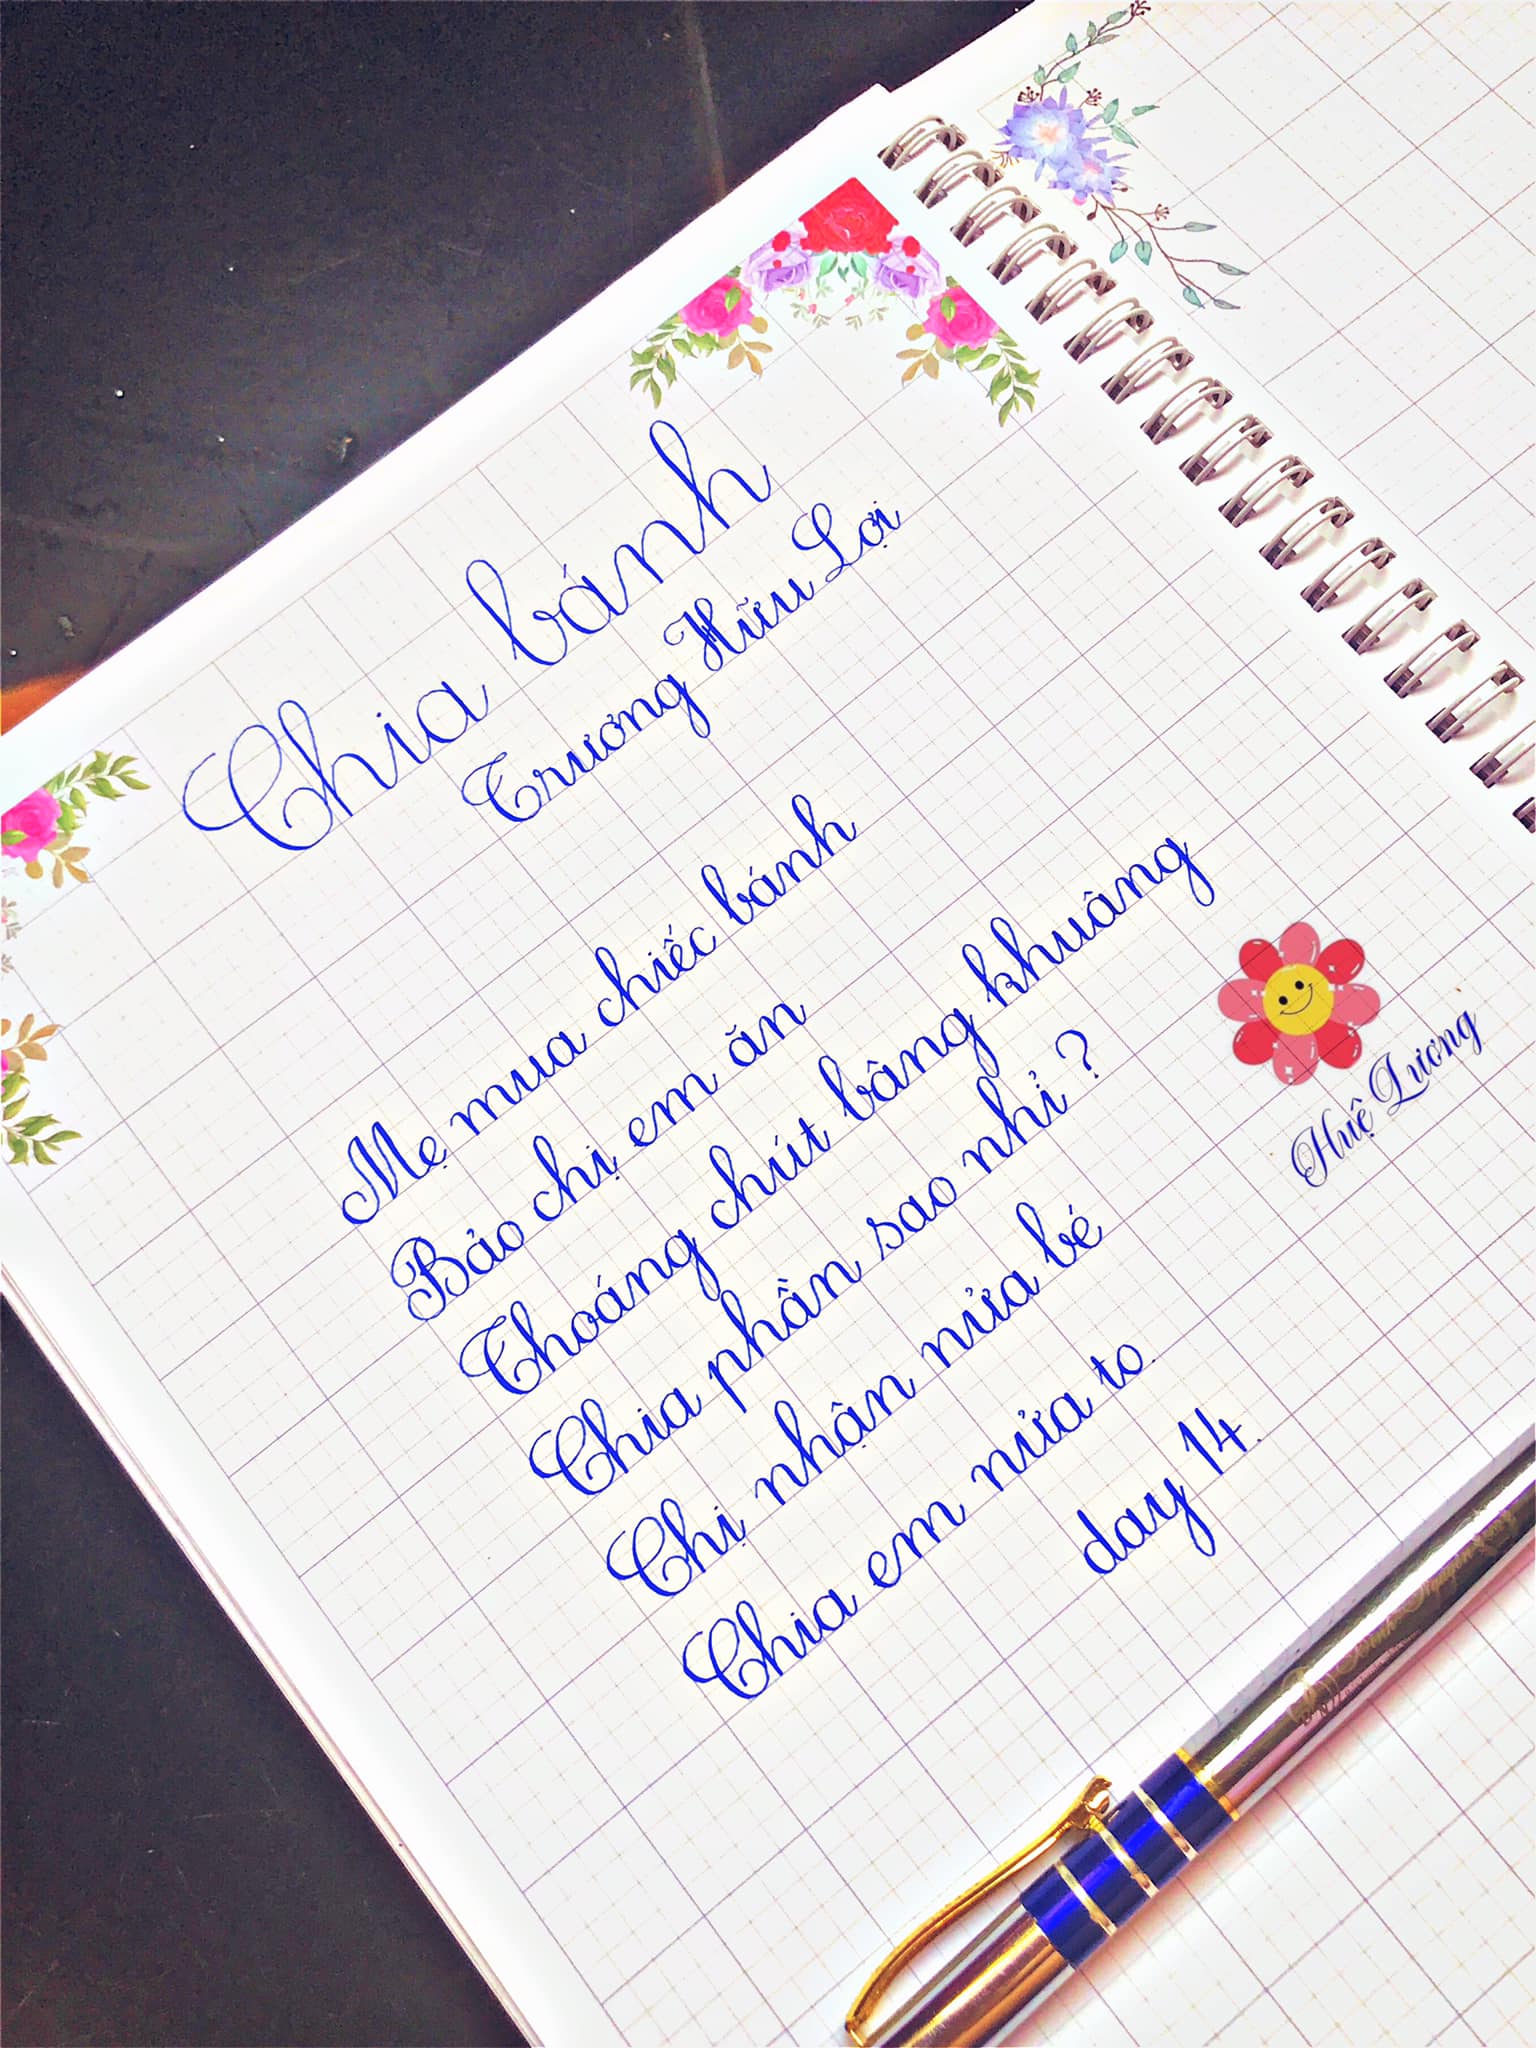 Chia bánh
Trương Hữu Lợi
Mẹ mua chiếc bánh
Bảo chị em ăn
Thoáng chút bâng khuâng
Chia phần sao nhỉ ?
Chị nhận nửa bé
Chia em nửa to.
day 14.
Huệ Lương